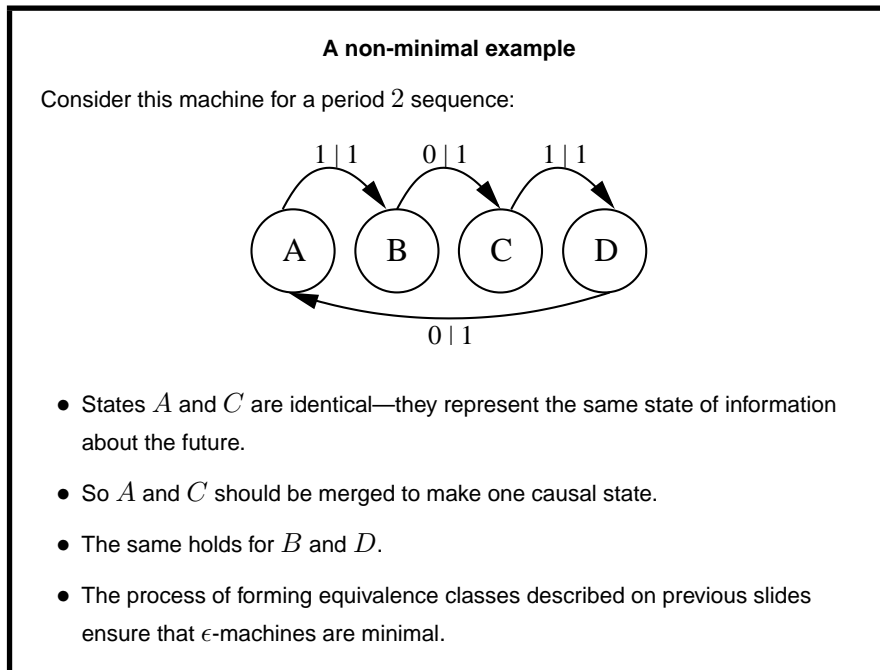 A non-minimal example
Consider this machine for a period 2 sequence:
1 | 1 0 | 1 1 | 1
A B C D
0 | 1
• States A and C are identical—they represent the same state of information
about the future.
• So A and C should be merged to make one causal state.
• The same holds for B and D.
• The process of forming equivalence classes described on previous slides
ensure that ϵ-machines are minimal.